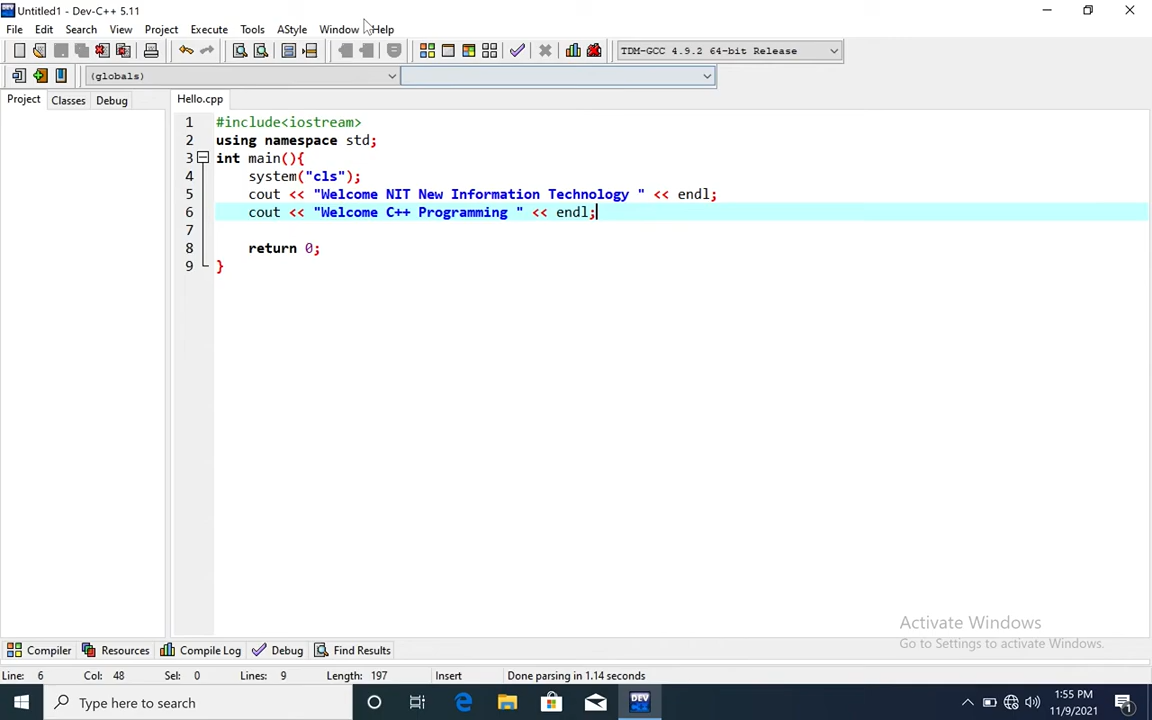 Untitled1 - Dev-C++ 5.11
File Edit Search View Project Execute Tools AStyle Window Help
TDM-GCC 4.9.2 64-bit Release
(globals)
Project Classes Debug Hello.cpp
1 #include<iostream>
2 using namespace std;
3 int main(){
4 system("cls");
5 cout << "Welcome NIT New Information Technology " << endl;
6 cout << "Welcome C++ Programming " << endl;
7
8 return 0;
9 }
Activate Windows
Go to Settings to activate Windows.
Compiler Resources Compile Log Debug Find Results
Line: 6 Col: 48 Sel: 0 Lines: 9 Length: 197 Insert Done parsing in 1.14 seconds
Type here to search
DEV
1:55 PM
11/9/2021
1